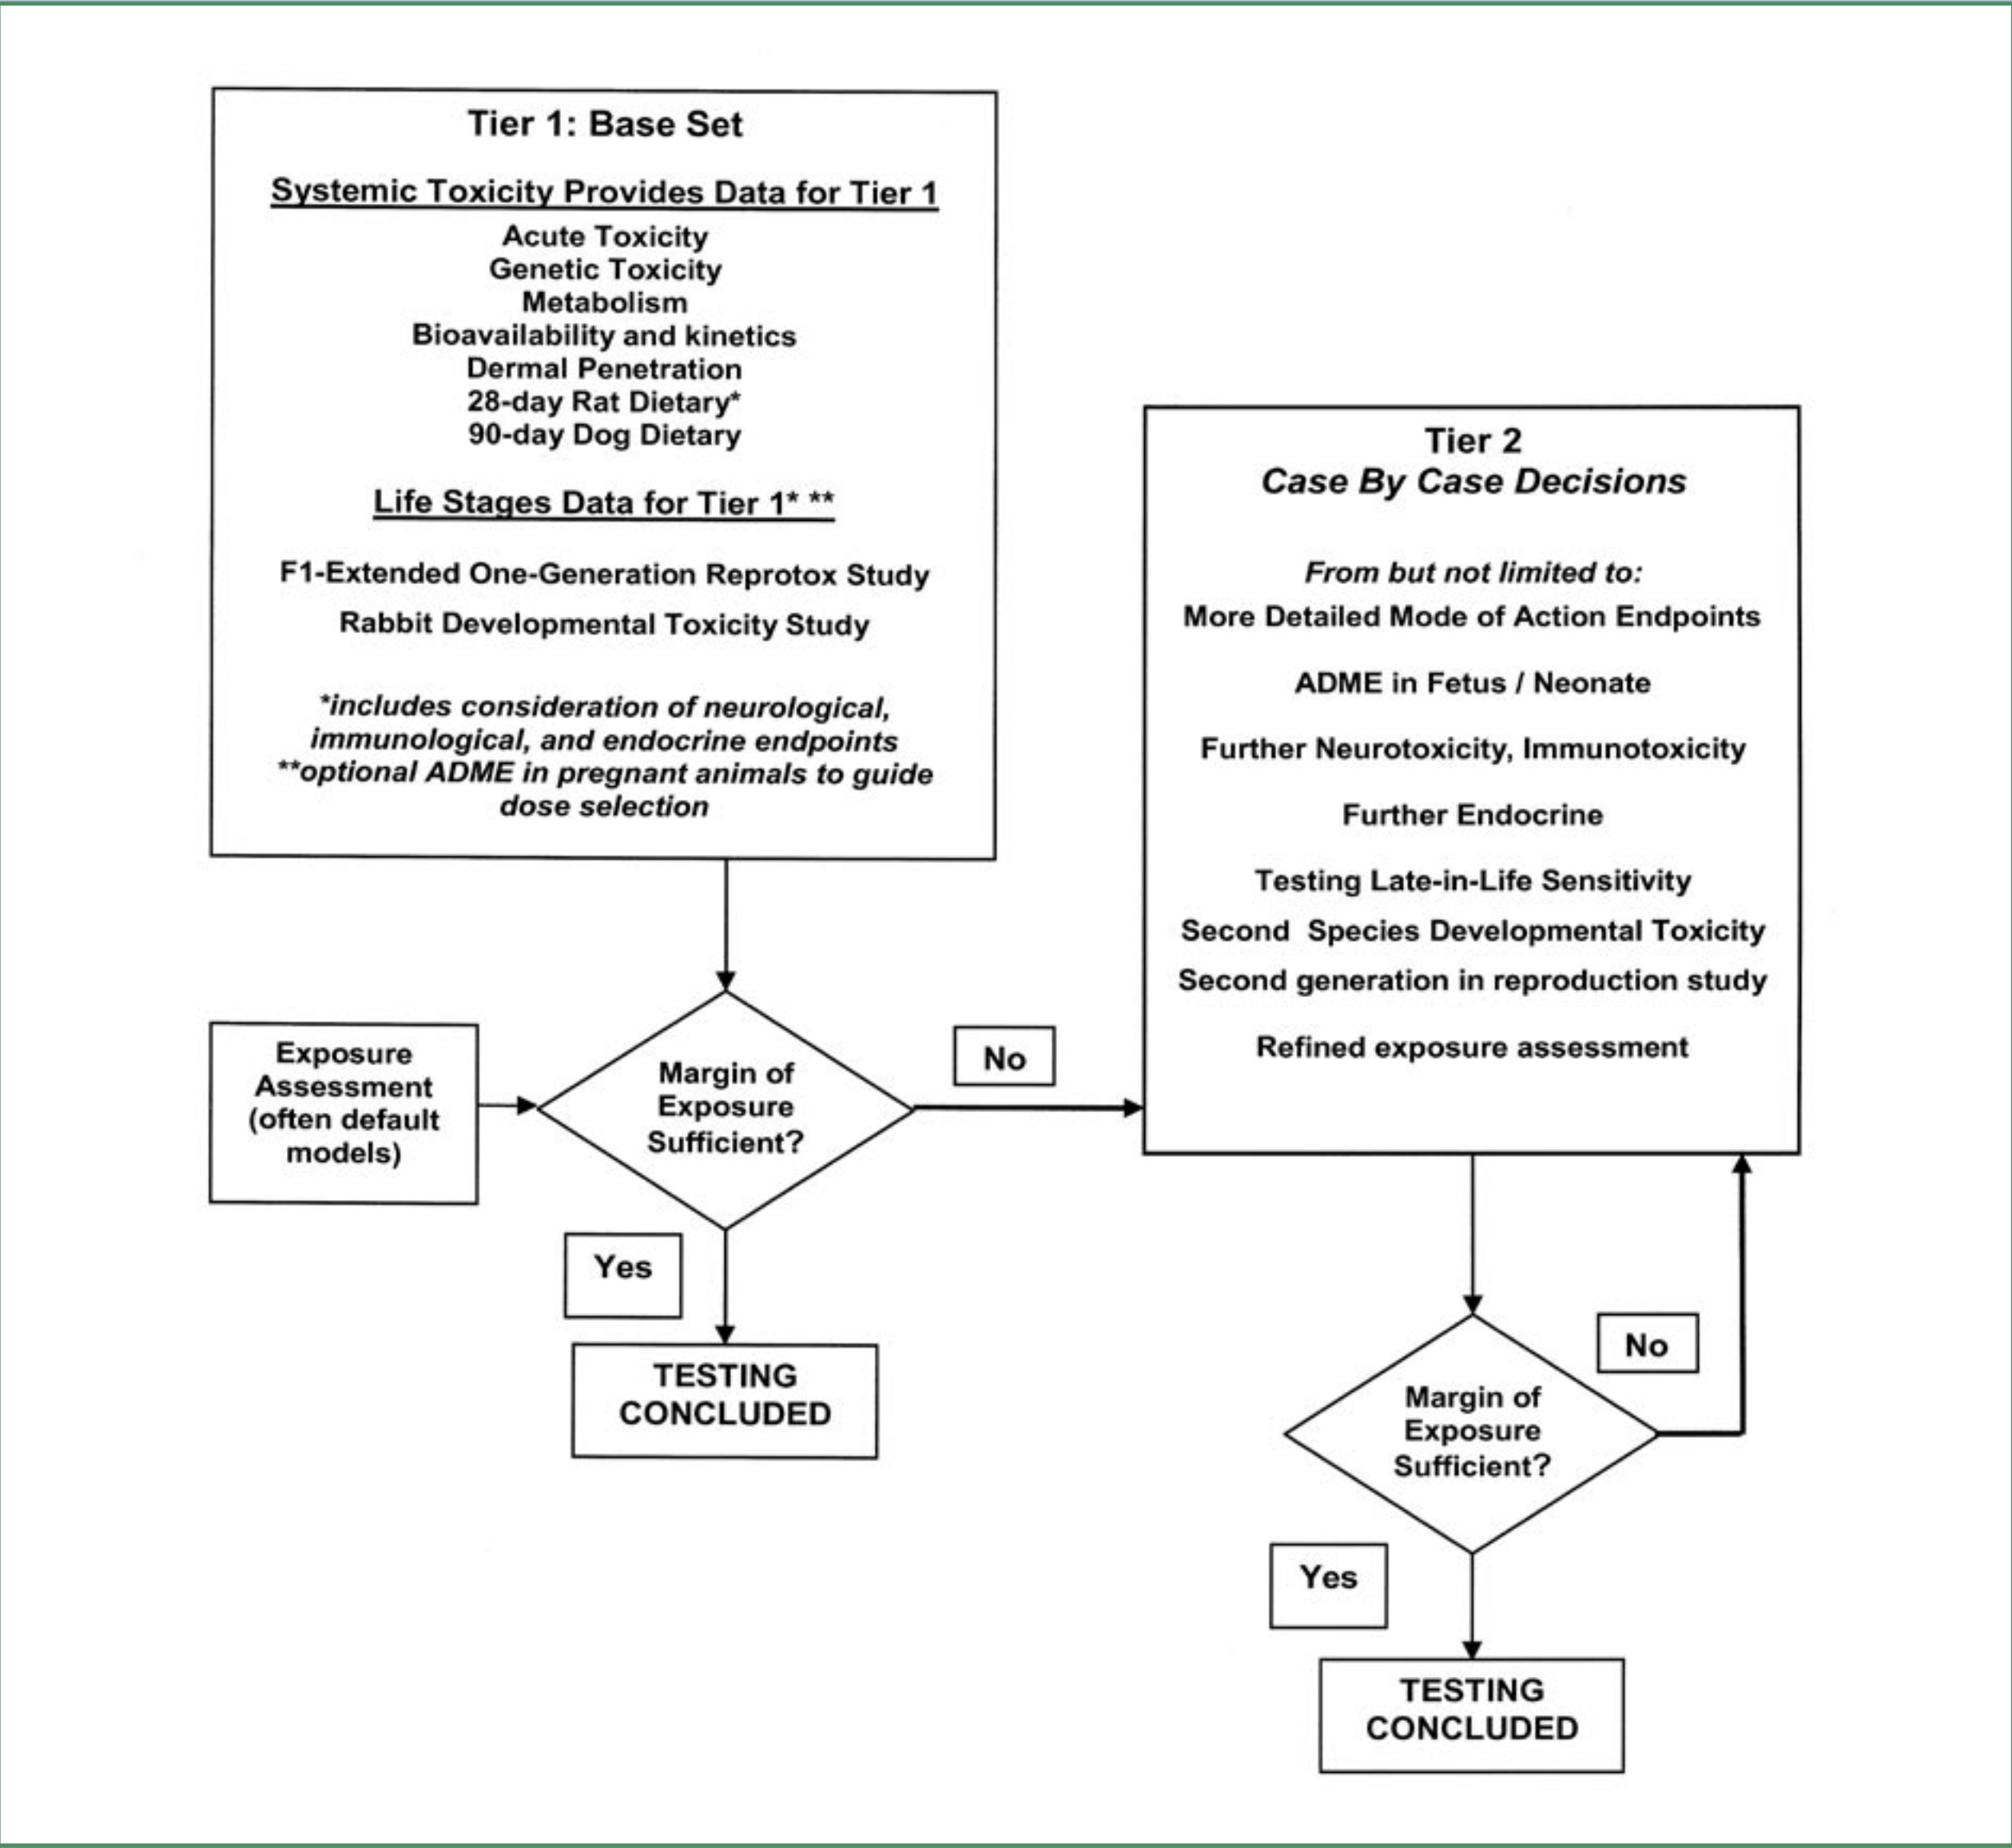 Tier 1: Base Set
Systemic Toxicity Provides Data for Tier 1
Acute Toxicity
Genetic Toxicity
Metabolism
Bioavailability and kinetics
Dermal Penetration
28-day Rat Dietary*
90-day Dog Dietary
Life Stages Data for Tier 1* **
F1-Extended One-Generation Reprotox Study
Rabbit Developmental Toxicity Study
*includes consideration of neurological,
immunological, and endocrine endpoints
**optional ADME in pregnant animals to guide
dose selection
Exposure
Assessment
(often default
models)
Margin of
Exposure
Sufficient?
No
Yes
TESTING
CONCLUDED
Tier 2
Case By Case Decisions
From but not limited to:
More Detailed Mode of Action Endpoints
ADME in Fetus / Neonate
Further Neurotoxicity, Immunotoxicity
Further Endocrine
Testing Late-in-Life Sensitivity
Second  Species Developmental Toxicity
Second generation in reproduction study
Refined exposure assessment
Margin of
Exposure
Sufficient?
No
Yes
TESTING
CONCLUDED